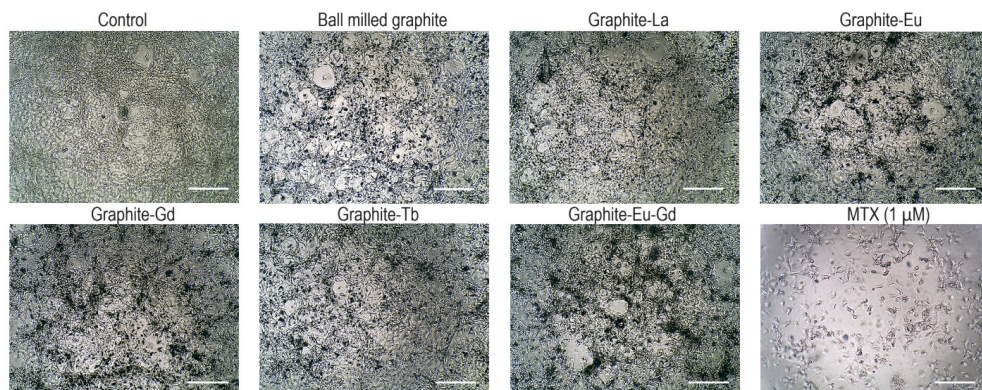 Control
Ball milled graphite
Graphite-La
Graphite-Eu
Graphite-Gd
Graphite-Tb
Graphite-Eu-Gd
MTX (1 μM)